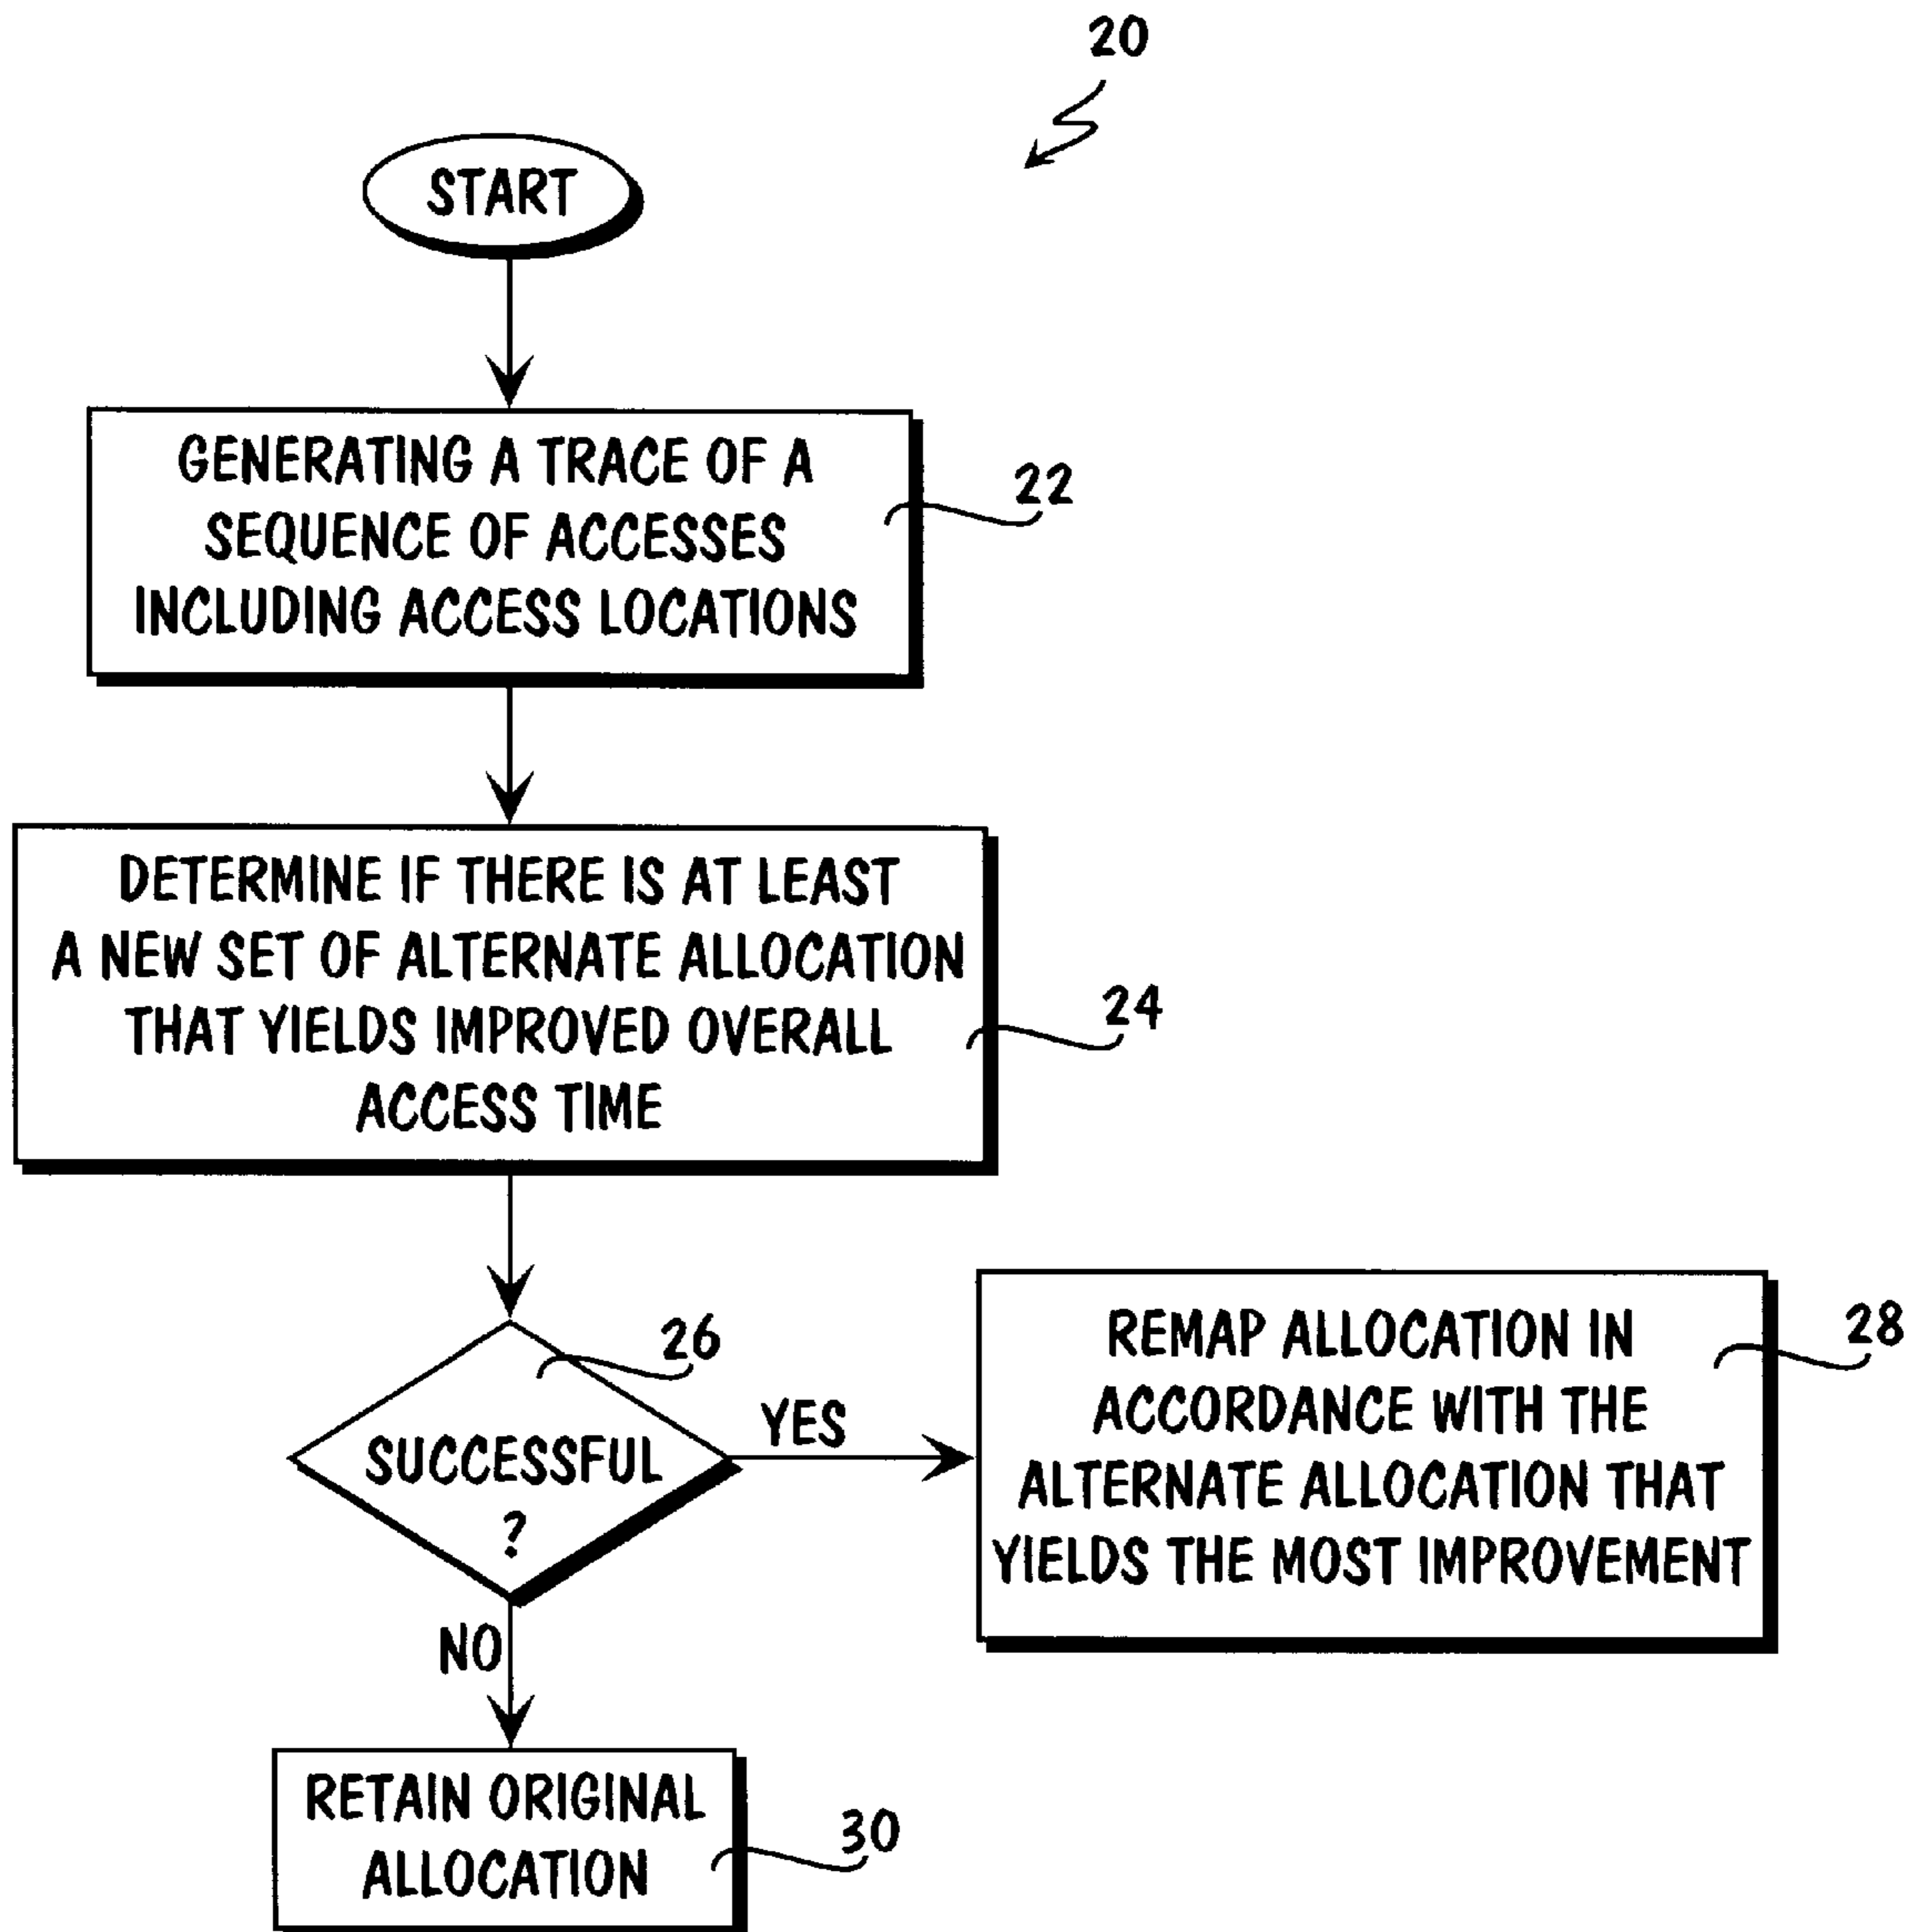 20
START
GENERATING A TRACE OF A
SEQUENCE OF ACCESSES
INCLUDING ACCESS LOCATIONS
22
DETERMINE IF THERE IS AT LEAST
A NEW SET OF ALTERNATE ALLOCATION
THAT YIELDS IMPROVED OVERALL
ACCESS TIME
24
26
SUCCESSFUL
?
YES
REMAP ALLOCATION IN
ACCORDANCE WITH THE
ALTERNATE ALLOCATION THAT
YIELDS THE MOST IMPROVEMENT
28
NO
RETAIN ORIGINAL
ALLOCATION
30